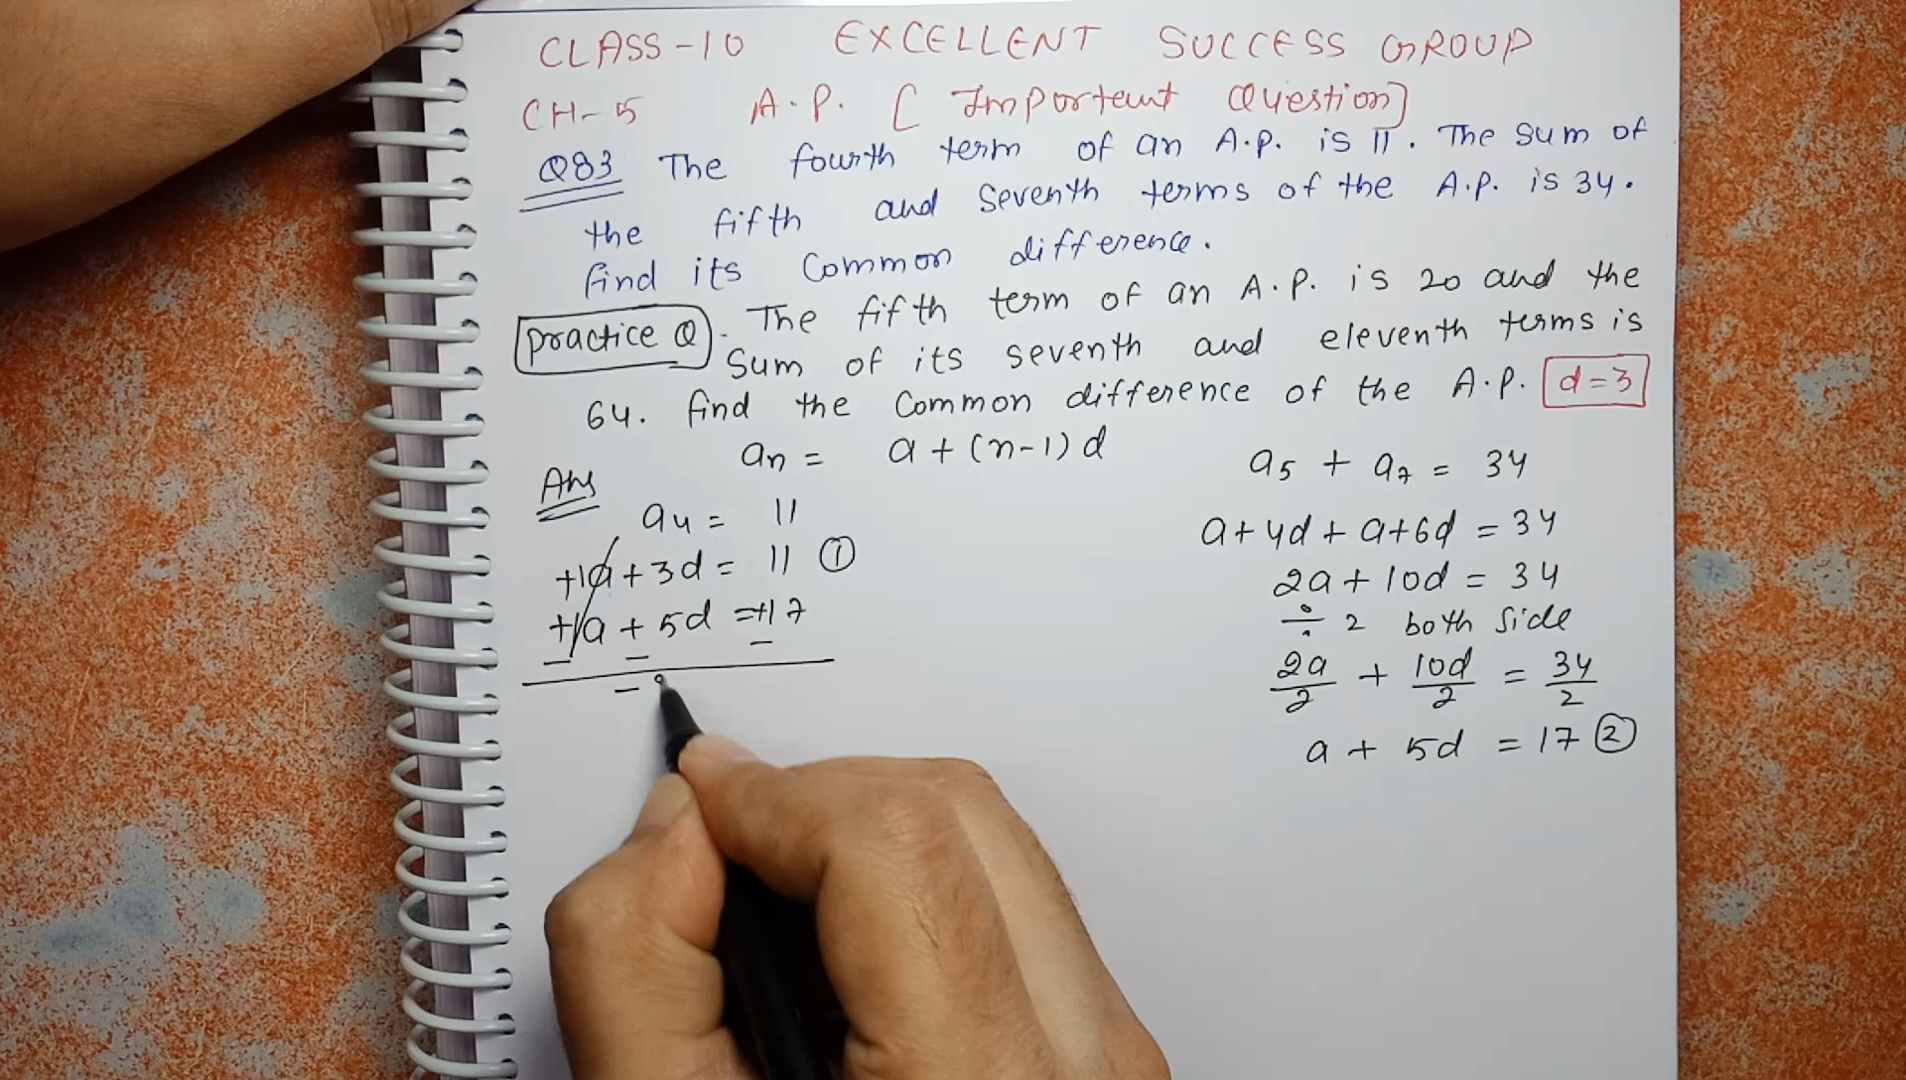 CLASS-10 EXCELLENT SUCCESS GROUP
CH-5 A.P. [Importent Question]
Q83 The fourth term of an A.P. is 11. The sum of
the fifth and seventh terms of the A.P. is 34.
find its common difference.
Practice Q. The fifth term of an A.P. is 20 and the
sum of its seventh and eleventh terms is
64. find the common difference of the A.P. d=3
Ans
an = a+(n-1)d
a4 = 11
+1a+3d = 11 ①
+1a + 5d = +17
− − −
−
a5 + a7 = 34
a+4d + a+6d = 34
2a+10d = 34
÷ 2 both side
2a/2 + 10d/2 = 34/2
a + 5d = 17 ②